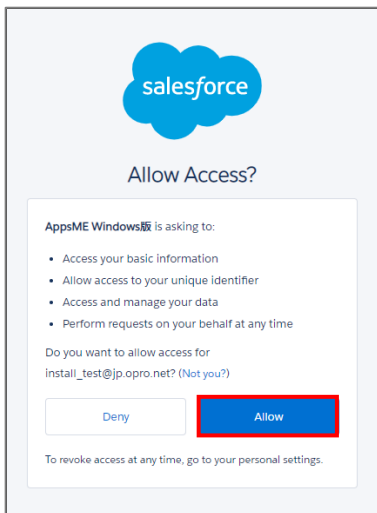 salesforce
Allow Access?
AppsME Windows版 is asking to:
• Access your basic information
• Allow access to your unique identifier
• Access and manage your data
• Perform requests on your behalf at any time
Do you want to allow access for
install_test@jp.opro.net? (Not you?)
Deny
Allow
To revoke access at any time, go to your personal settings.